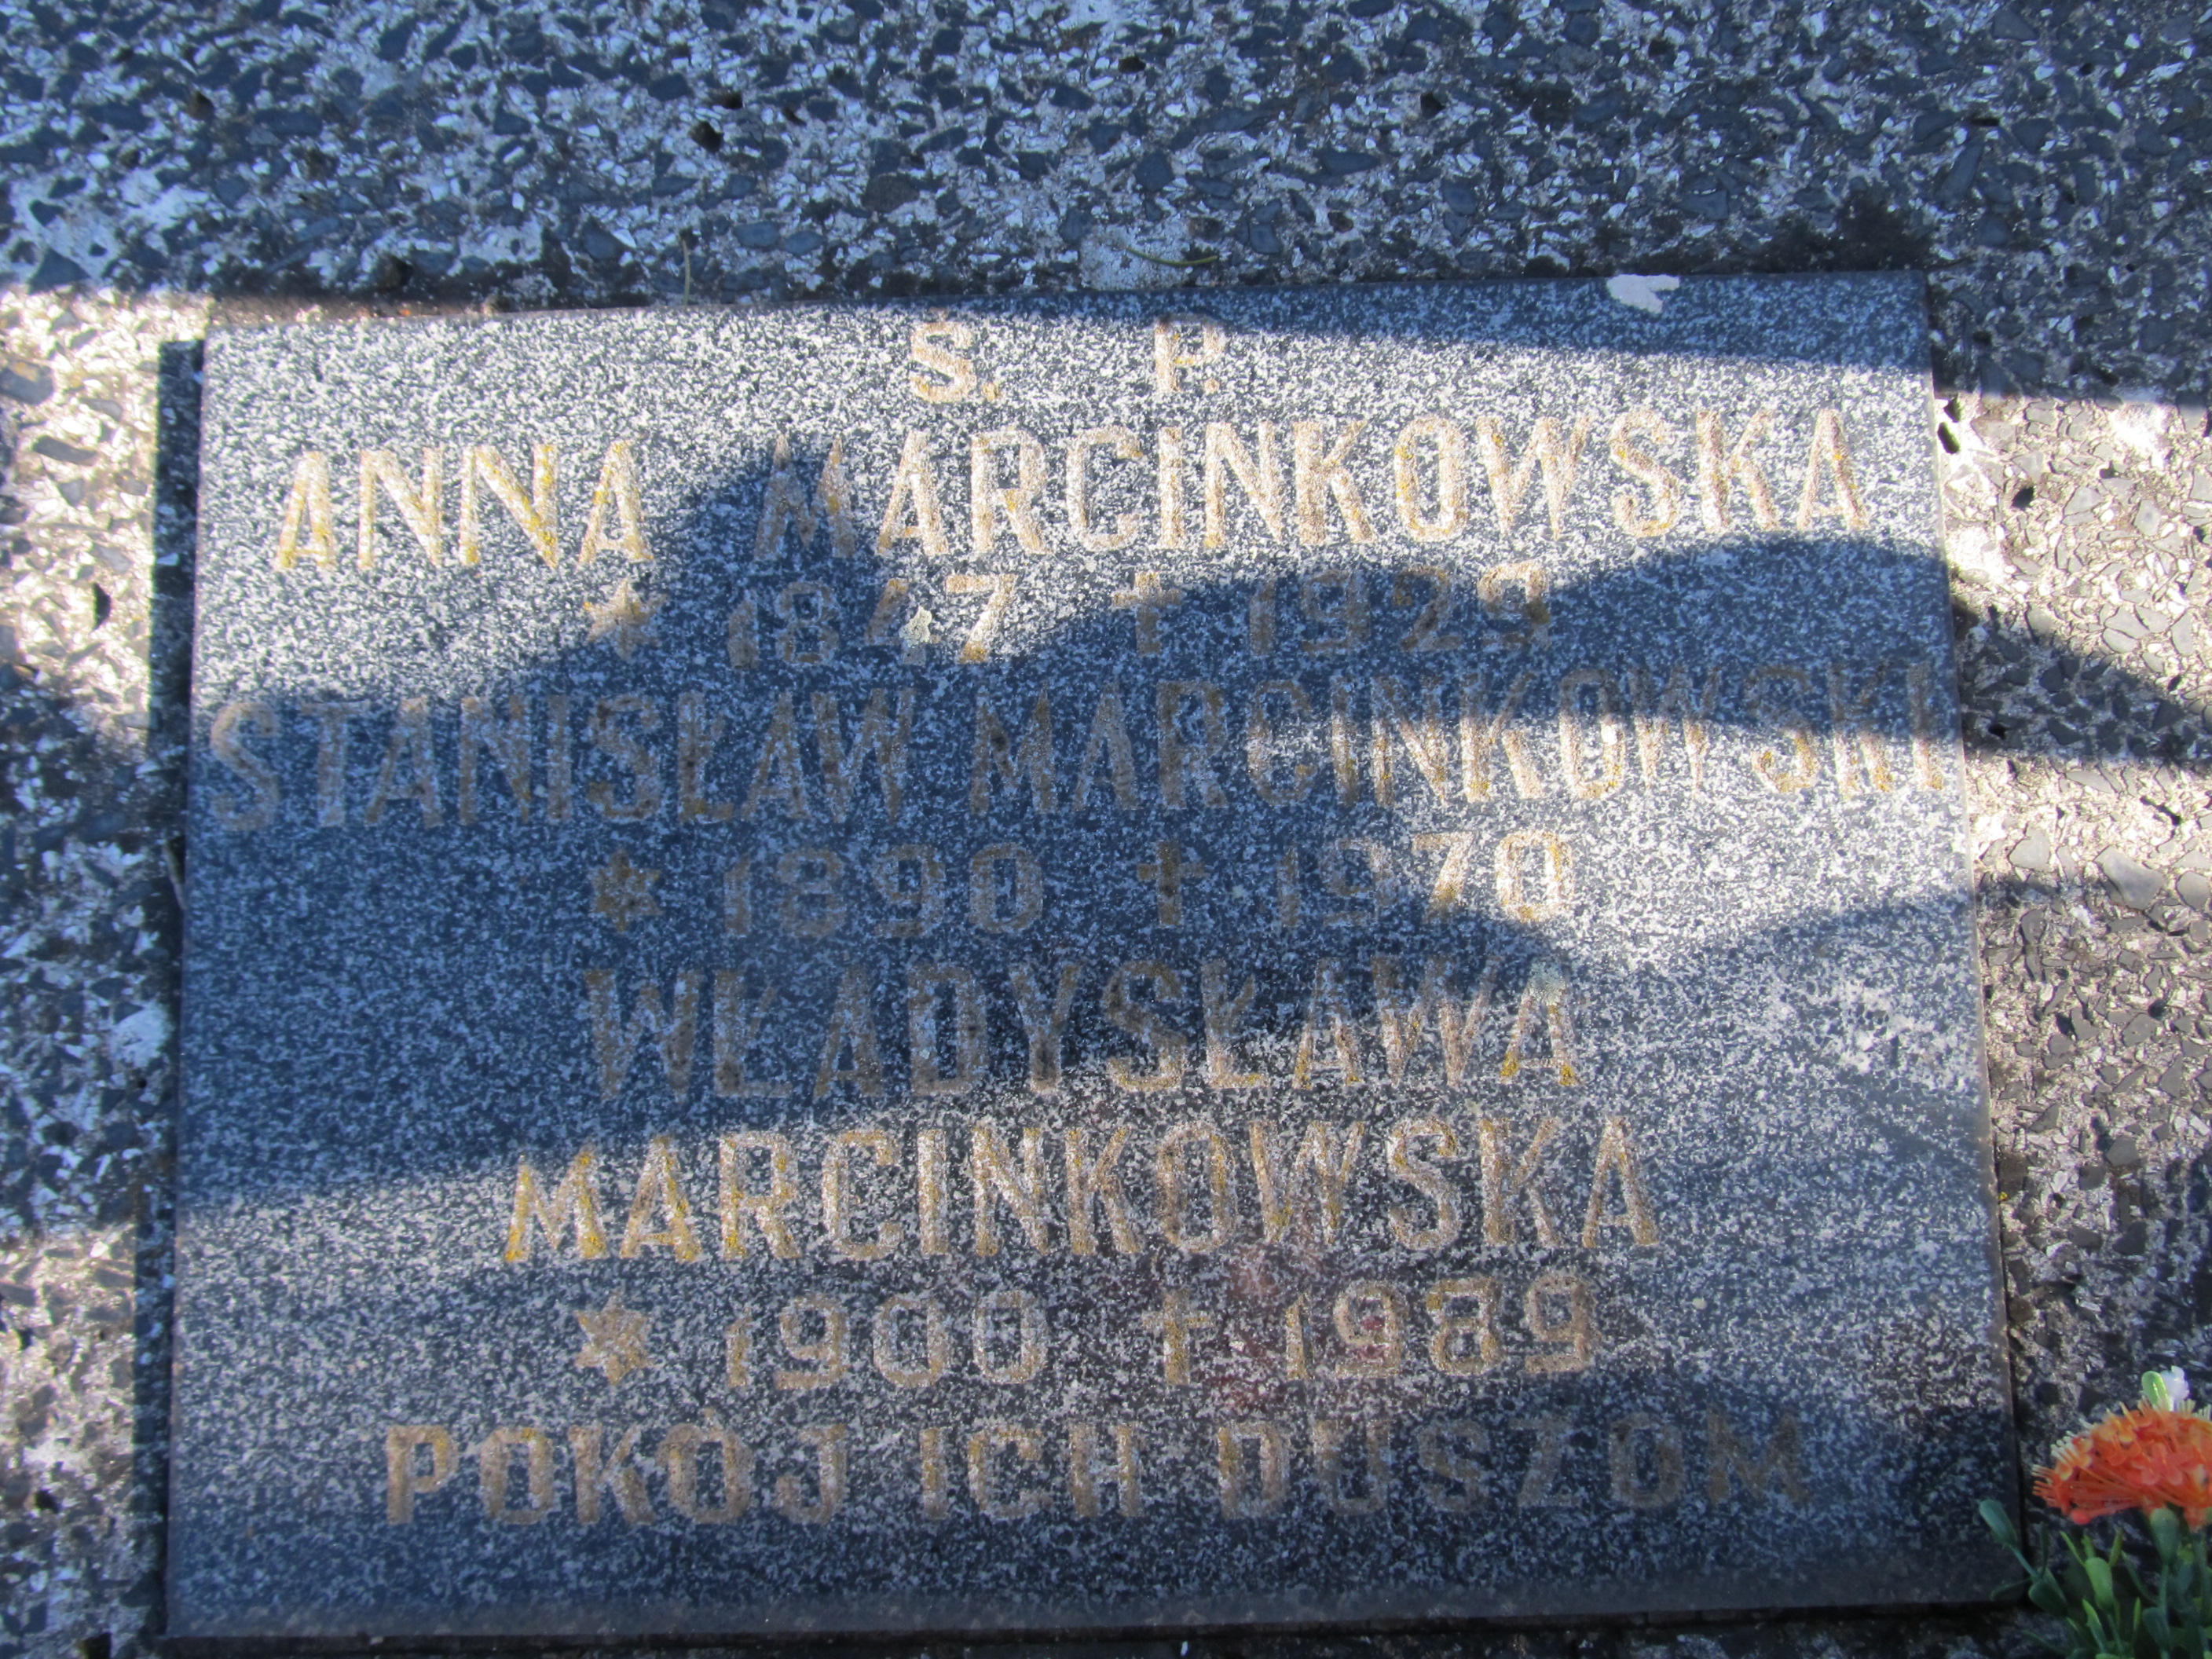 Ś. P.
ANNA MARCINKOWSKA
* 1847 † 1929
STANISŁAW MARCINKOWSKI
* 1890 † 1970
WŁADYSŁAWA
MARCINKOWSKA
* 1900 † 1989
POKÓJ ICH DUSZOM